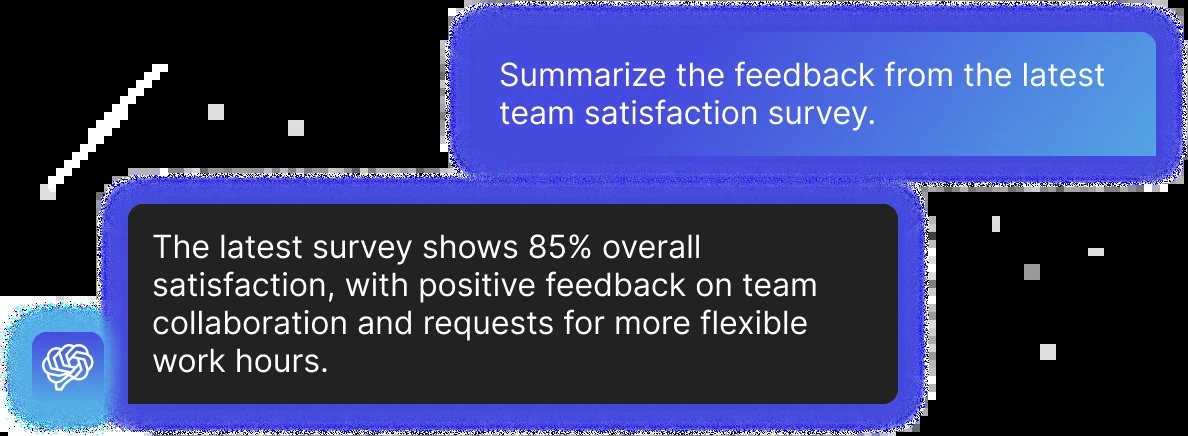 Summarize the feedback from the latest
team satisfaction survey.
The latest survey shows 85% overall
satisfaction, with positive feedback on team
collaboration and requests for more flexible
work hours.